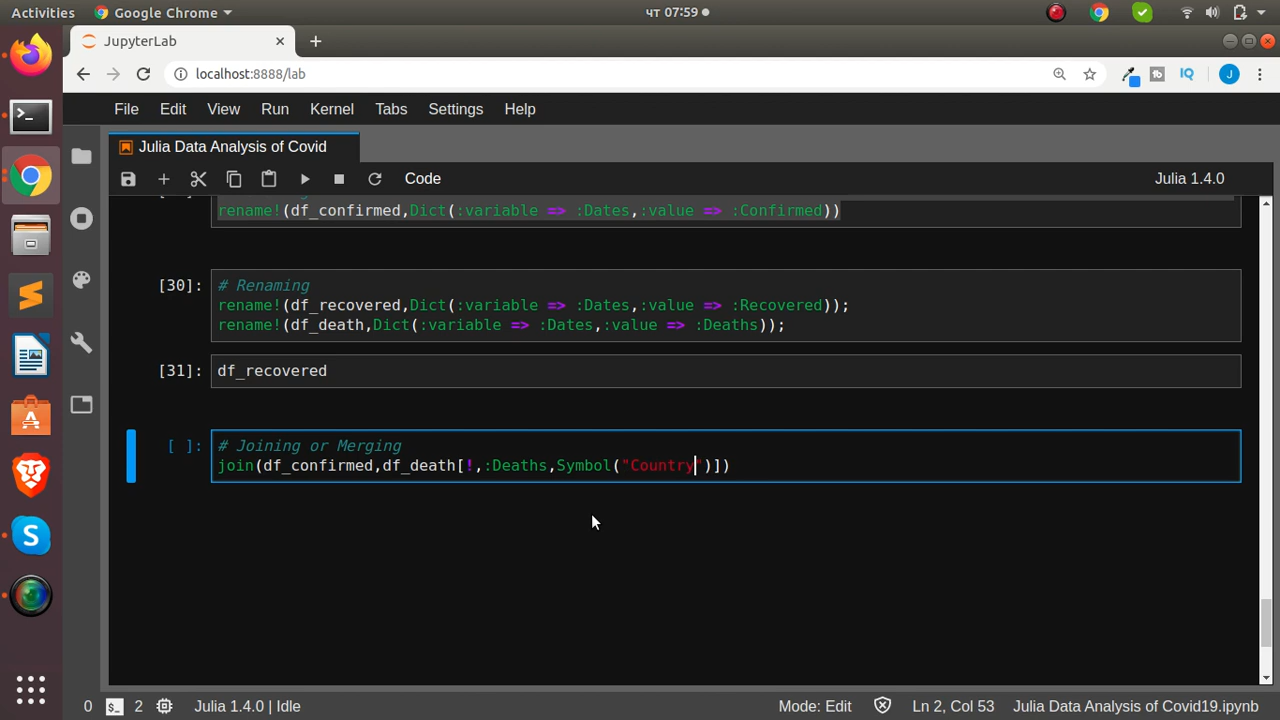 Activities
Google Chrome
чт 07:59
JupyterLab
localhost:8888/lab
IQ
J
File Edit View Run Kernel Tabs Settings Help
Julia Data Analysis of Covid
Code
Julia 1.4.0
rename!(df_confirmed,Dict(:variable => :Dates,:value => :Confirmed))
[30]:
# Renaming
rename!(df_recovered,Dict(:variable => :Dates,:value => :Recovered));
rename!(df_death,Dict(:variable => :Dates,:value => :Deaths));
[31]:
df_recovered
[ ]:
# Joining or Merging
join(df_confirmed,df_death[!,:Deaths,Symbol("Country")])
0
2
Julia 1.4.0 | Idle
Mode: Edit
Ln 2, Col 53
Julia Data Analysis of Covid19.ipynb